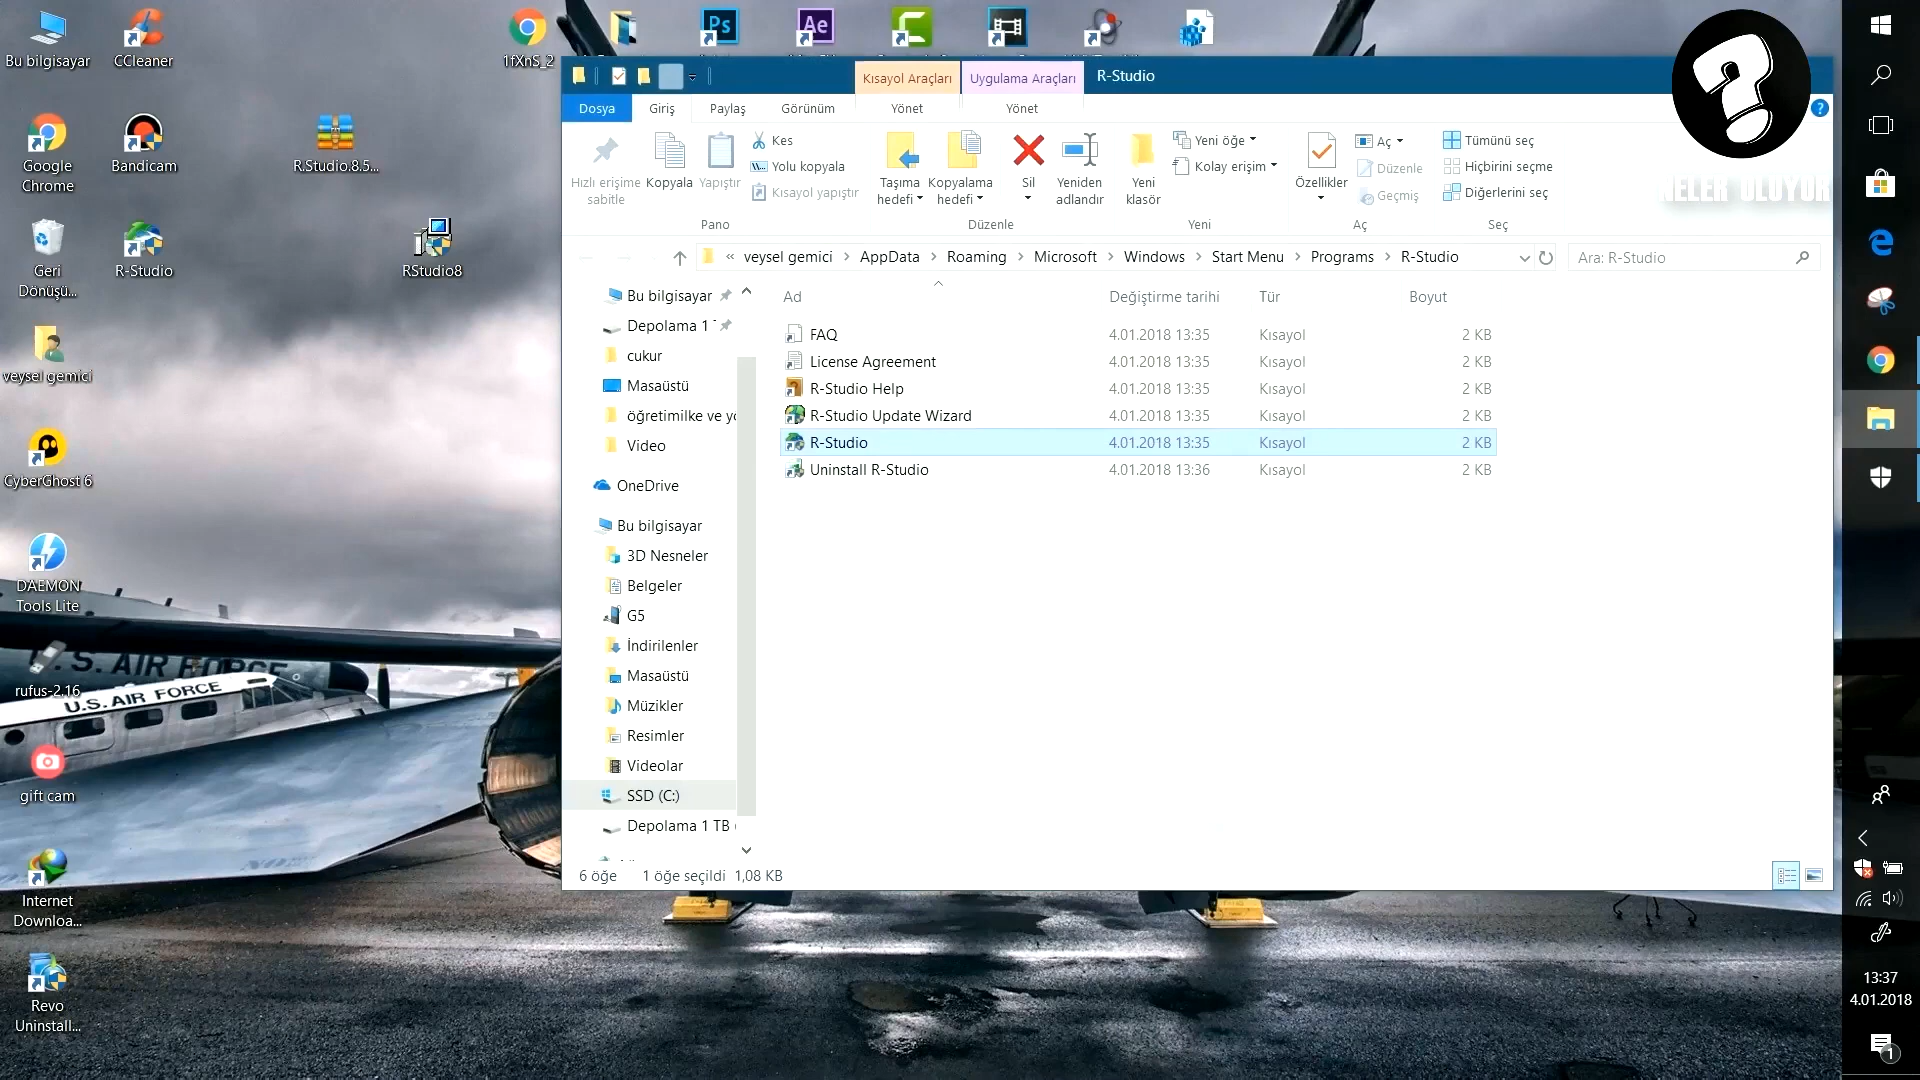 Bu bilgisayar
CCleaner
1fXnS_2
Ps
Ae
Google
Chrome
Bandicam
R.Studio.8.5...
Geri
Dönüşü...
R-Studio
RStudio8
veysel gemici
CyberGhost 6
DAEMON
Tools Lite
U.S. AIR FORCE
rufus-2.16
U.S. AIR FORCE
gift cam
Internet
Downloa...
Revo
Uninstall...
Kısayol Araçları
Uygulama Araçları
R-Studio
Dosya
Giriş
Paylaş
Görünüm
Yönet
Yönet
Hızlı erişime
sabitle
Kopyala
Yapıştır
Kes
Yolu kopyala
Kısayol yapıştır
Pano
Taşıma
hedefi
Kopyalama
hedefi
Sil
Yeniden
adlandır
Düzenle
Yeni
klasör
Yeni öğe
Kolay erişim
Yeni
Özellikler
Aç
Düzenle
Geçmiş
Aç
Tümünü seç
Hiçbirini seçme
Diğerlerini seç
Seç
NELER OLUYOR
« veysel gemici > AppData > Roaming > Microsoft > Windows > Start Menu > Programs > R-Studio
Ara: R-Studio
Bu bilgisayar
Depolama 1
cukur
Masaüstü
öğretimilke ve yö
Video
OneDrive
Bu bilgisayar
3D Nesneler
Belgeler
G5
İndirilenler
Masaüstü
Müzikler
Resimler
Videolar
SSD (C:)
Depolama 1 TB
Ad Değiştirme tarihi Tür Boyut
FAQ 4.01.2018 13:35 Kısayol 2 KB
License Agreement 4.01.2018 13:35 Kısayol 2 KB
R-Studio Help 4.01.2018 13:35 Kısayol 2 KB
R-Studio Update Wizard 4.01.2018 13:35 Kısayol 2 KB
R-Studio 4.01.2018 13:35 Kısayol 2 KB
Uninstall R-Studio 4.01.2018 13:36 Kısayol 2 KB
6 öğe 1 öğe seçildi 1,08 KB
13:37
4.01.2018
1